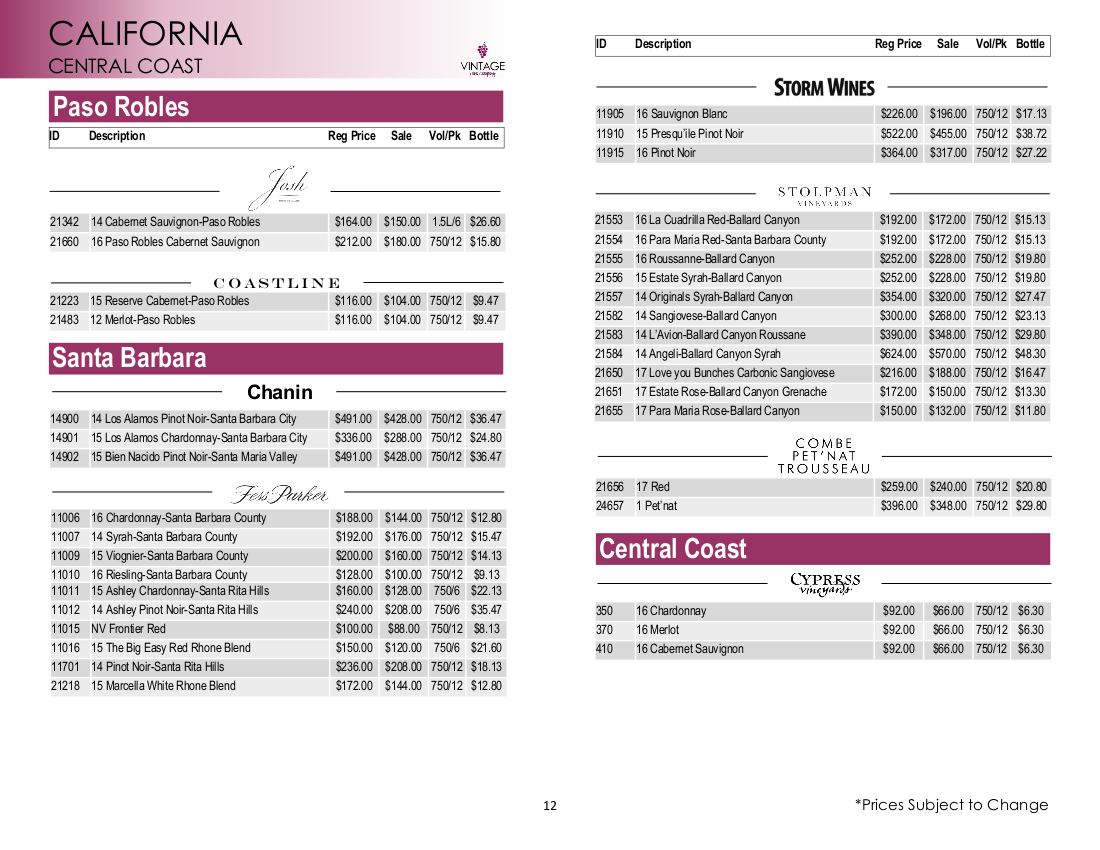 CALIFORNIA
CENTRAL COAST
VINTAGE
wine company
Paso Robles
ID Description Reg Price Sale Vol/Pk Bottle
Josh
21342 14 Cabernet Sauvignon-Paso Robles $164.00 $150.00 1.5L/6 $26.60
21660 16 Paso Robles Cabernet Sauvignon $212.00 $180.00 750/12 $15.80
COASTLINE
21223 15 Reserve Cabernet-Paso Robles $116.00 $104.00 750/12 $9.47
21483 12 Merlot-Paso Robles $116.00 $104.00 750/12 $9.47
Santa Barbara
Chanin
14900 14 Los Alamos Pinot Noir-Santa Barbara City $491.00 $428.00 750/12 $36.47
14901 15 Los Alamos Chardonnay-Santa Barbara City $336.00 $288.00 750/12 $24.80
14902 15 Bien Nacido Pinot Noir-Santa Maria Valley $491.00 $428.00 750/12 $36.47
Fess Parker
11006 16 Chardonnay-Santa Barbara County $188.00 $144.00 750/12 $12.80
11007 14 Syrah-Santa Barbara County $192.00 $176.00 750/12 $15.47
11009 15 Viognier-Santa Barbara County $200.00 $160.00 750/12 $14.13
11010 16 Riesling-Santa Barbara County $128.00 $100.00 750/12 $9.13
11011 15 Ashley Chardonnay-Santa Rita Hills $160.00 $128.00 750/6 $22.13
11012 14 Ashley Pinot Noir-Santa Rita Hills $240.00 $208.00 750/6 $35.47
11015 NV Frontier Red $100.00 $88.00 750/12 $8.13
11016 15 The Big Easy Red Rhone Blend $150.00 $120.00 750/6 $21.60
11701 14 Pinot Noir-Santa Rita Hills $236.00 $208.00 750/12 $18.13
21218 15 Marcella White Rhone Blend $172.00 $144.00 750/12 $12.80
ID Description Reg Price Sale Vol/Pk Bottle
STORM WINES
11905 16 Sauvignon Blanc $226.00 $196.00 750/12 $17.13
11910 15 Presqu'ile Pinot Noir $522.00 $455.00 750/12 $38.72
11915 16 Pinot Noir $364.00 $317.00 750/12 $27.22
STOLPMAN
VINEYARDS
21553 16 La Cuadrilla Red-Ballard Canyon $192.00 $172.00 750/12 $15.13
21554 16 Para Maria Red-Santa Barbara County $192.00 $172.00 750/12 $15.13
21555 16 Roussanne-Ballard Canyon $252.00 $228.00 750/12 $19.80
21556 15 Estate Syrah-Ballard Canyon $252.00 $228.00 750/12 $19.80
21557 14 Originals Syrah-Ballard Canyon $354.00 $320.00 750/12 $27.47
21582 14 Sangiovese-Ballard Canyon $300.00 $268.00 750/12 $23.13
21583 14 L'Avion-Ballard Canyon Roussane $390.00 $348.00 750/12 $29.80
21584 14 Angeli-Ballard Canyon Syrah $624.00 $570.00 750/12 $48.30
21650 17 Love you Bunches Carbonic Sangiovese $216.00 $188.00 750/12 $16.47
21651 17 Estate Rose-Ballard Canyon Grenache $172.00 $150.00 750/12 $13.30
21655 17 Para Maria Rose-Ballard Canyon $150.00 $132.00 750/12 $11.80
COMBE
PET'NAT
TROUSSEAU
21656 17 Red $259.00 $240.00 750/12 $20.80
24657 1 Pet'nat $396.00 $348.00 750/12 $29.80
Central Coast
CYPRESS
vineyards
350 16 Chardonnay $92.00 $66.00 750/12 $6.30
370 16 Merlot $92.00 $66.00 750/12 $6.30
410 16 Cabernet Sauvignon $92.00 $66.00 750/12 $6.30
12
*Prices Subject to Change